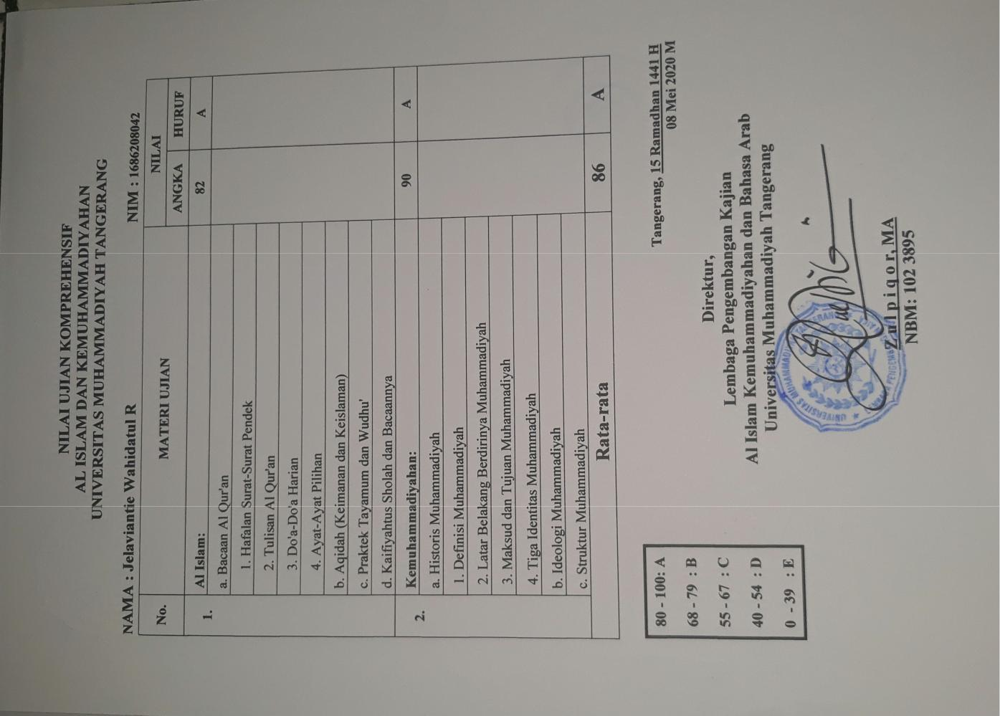 NILAI UJIAN KOMPREHENSIF
AL ISLAM DAN KEMUHAMMADIYAHAN
UNIVERSITAS MUHAMMADIYAH TANGERANG
NAMA : Jelaviantie Wahidatul R NIM : 1686208042
No. MATERI UJIAN NILAI
ANGKA HURUF
1. Al Islam: 82 A
a. Bacaan Al Qur'an
1. Hafalan Surat-Surat Pendek
2. Tulisan Al Qur'an
3. Do'a-Do'a Harian
4. Ayat-Ayat Pilihan
b. Aqidah (Keimanan dan Keislaman)
c. Praktek Tayamum dan Wudhu'
d. Kaifiyahtus Sholah dan Bacaannya
2. Kemuhammadiyahan: 90 A
a. Historis Muhammadiyah
1. Definisi Muhammadiyah
2. Latar Belakang Berdirinya Muhammadiyah
3. Maksud dan Tujuan Muhammadiyah
4. Tiga Identitas Muhammadiyah
b. Ideologi Muhammadiyah
c. Struktur Muhammadiyah
Rata-rata 86 A
80 - 100: A
68 - 79 : B
55 - 67 : C
40 - 54 : D
0 - 39 : E
Tangerang, 15 Ramadhan 1441 H
08 Mei 2020 M
Direktur,
Lembaga Pengembangan Kajian
Al Islam Kemuhammadiyahan dan Bahasa Arab
Universitas Muhammadiyah Tangerang
UNIVERSITAS MUHAMMADI
Z u l p i q o r, MA
NBM: 102 3895